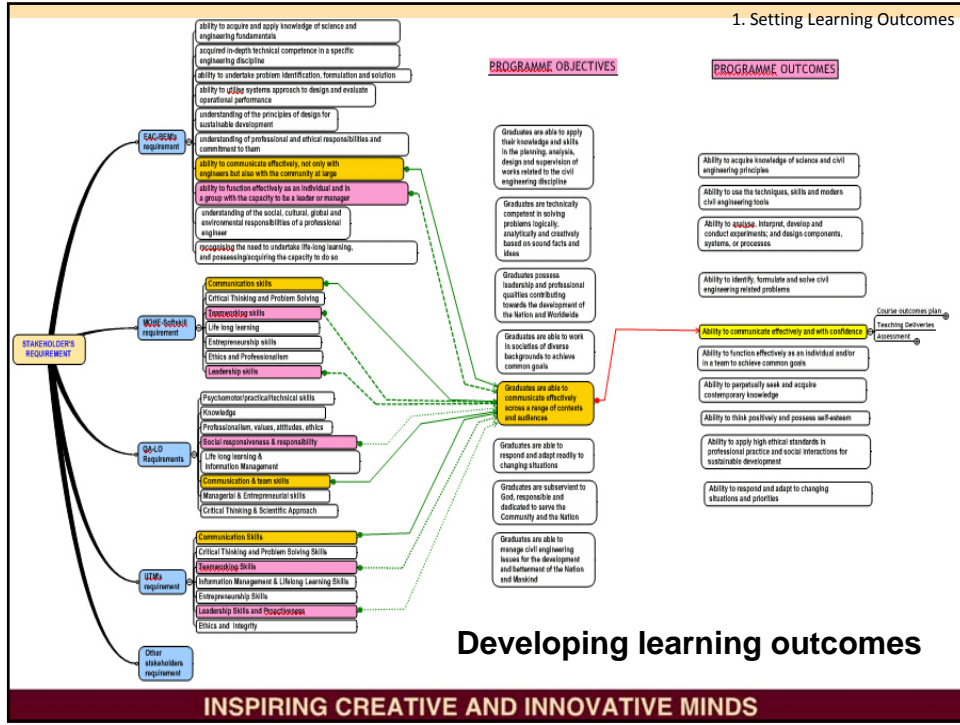 1. Setting Learning Outcomes
ability to acquire and apply knowledge of science and
engineering fundamentals
acquired in-depth technical competence in a specific
engineering discipline
ability to undertake problem identification, formulation and solution
ability to utilise systems approach to design and evaluate
operational performance
understanding of the principles of design for
sustainable development
EAC-BEM's
requirement
understanding of professional and ethical responsibilities and
commitment to them
ability to communicate effectively, not only with
engineers but also with the community at large
ability to function effectively as an individual and in
a group with the capacity to be a leader or manager
understanding of the social, cultural, global and
environmental responsibilities of a professional
engineer
recognising the need to undertake life-long learning,
and possessing/acquiring the capacity to do so
STAKEHOLDER'S
REQUIREMENT
MOHE-Softskill
requirement
Communication skills
Critical Thinking and Problem Solving
Teamworking skills
Life long learning
Entrepreneurship skills
Ethics and Professionalism
Leadership skills
QA-LO
Requirements
Psychomotor/practical/technical skills
Knowledge
Professionalism, values, attitudes, ethics
Social responsiveness & responsibility
Life long learning &
Information Management
Communication & team skills
Managerial & Entrepreneurial skills
Critical Thinking & Scientific Approach
UTM's
requirement
Communication Skills
Critical Thinking and Problem Solving Skills
Teamworking Skills
Information Management & Lifelong Learning Skills
Entrepreneurship Skills
Leadership Skills and Proactiveness
Ethics and Integrity
Other
stakeholders
requirement
PROGRAMME OBJECTIVES
Graduates are able to apply
their knowledge and skills
in the planning, analysis,
design and supervision of
works related to the civil
engineering discipline
Graduates are technically
competent in solving
problems logically,
analytically and creatively
based on sound facts and
ideas
Graduates possess
leadership and professional
qualities contributing
towards the development of
the Nation and Worldwide
Graduates are able to work
in societies of diverse
backgrounds to achieve
common goals
Graduates are able to
communicate effectively
across a range of contexts
and audiences
Graduates are able to
respond and adapt readily to
changing situations
Graduates are subservient to
God, responsible and
dedicated to serve the
Community and the Nation
Graduates are able to
manage civil engineering
issues for the development
and betterment of the Nation
and Mankind
PROGRAMME OUTCOMES
Ability to acquire knowledge of science and civil
engineering principles
Ability to use the techniques, skills and modern
civil engineering tools
Ability to analyse, interpret, develop and
conduct experiments; and design components,
systems, or processes
Ability to identify, formulate and solve civil
engineering related problems
Ability to communicate effectively and with confidence
Course outcomes plan
Teaching Deliveries
Assessment
Ability to function effectively as an individual and/or
in a team to achieve common goals
Ability to perpetually seek and acquire
contemporary knowledge
Ability to think positively and possess self-esteem
Ability to apply high ethical standards in
professional practice and social interactions for
sustainable development
Ability to respond and adapt to changing
situations and priorities
Developing learning outcomes
INSPIRING CREATIVE AND INNOVATIVE MINDS